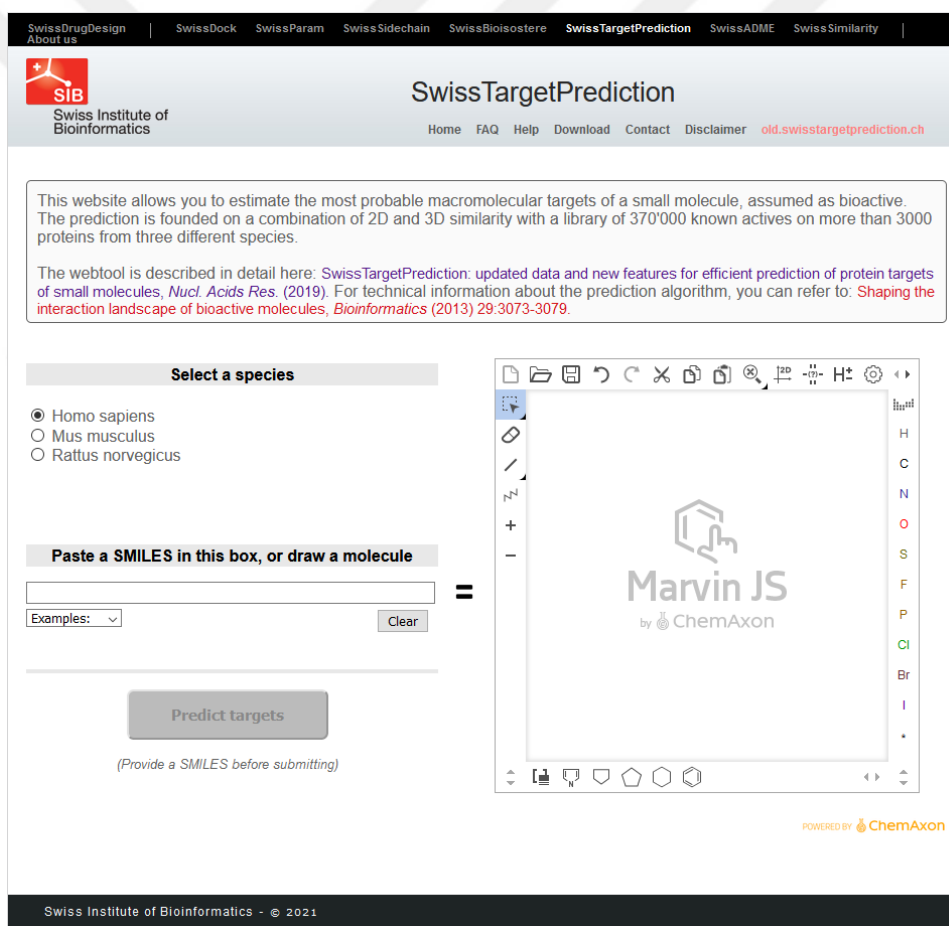 SwissDrugDesign | SwissDock SwissParam SwissSidechain SwissBioisostere SwissTargetPrediction SwissADME SwissSimilarity |
About us
SIB
Swiss Institute of
Bioinformatics
SwissTargetPrediction
Home FAQ Help Download Contact Disclaimer old.swisstargetprediction.ch
This website allows you to estimate the most probable macromolecular targets of a small molecule, assumed as bioactive.
The prediction is founded on a combination of 2D and 3D similarity with a library of 370'000 known actives on more than 3000
proteins from three different species.
The webtool is described in detail here: SwissTargetPrediction: updated data and new features for efficient prediction of protein targets
of small molecules, Nucl. Acids Res. (2019). For technical information about the prediction algorithm, you can refer to: Shaping the
interaction landscape of bioactive molecules, Bioinformatics (2013) 29:3073-3079.
Select a species
Homo sapiens
Mus musculus
Rattus norvegicus
Paste a SMILES in this box, or draw a molecule
=
Examples:
Clear
Predict targets
(Provide a SMILES before submitting)
2D -(?)- H±
H
C
N
O
S
F
P
Cl
Br
I
*
+
−
Marvin JS
by ChemAxon
N
POWERED BY ChemAxon
Swiss Institute of Bioinformatics - © 2021